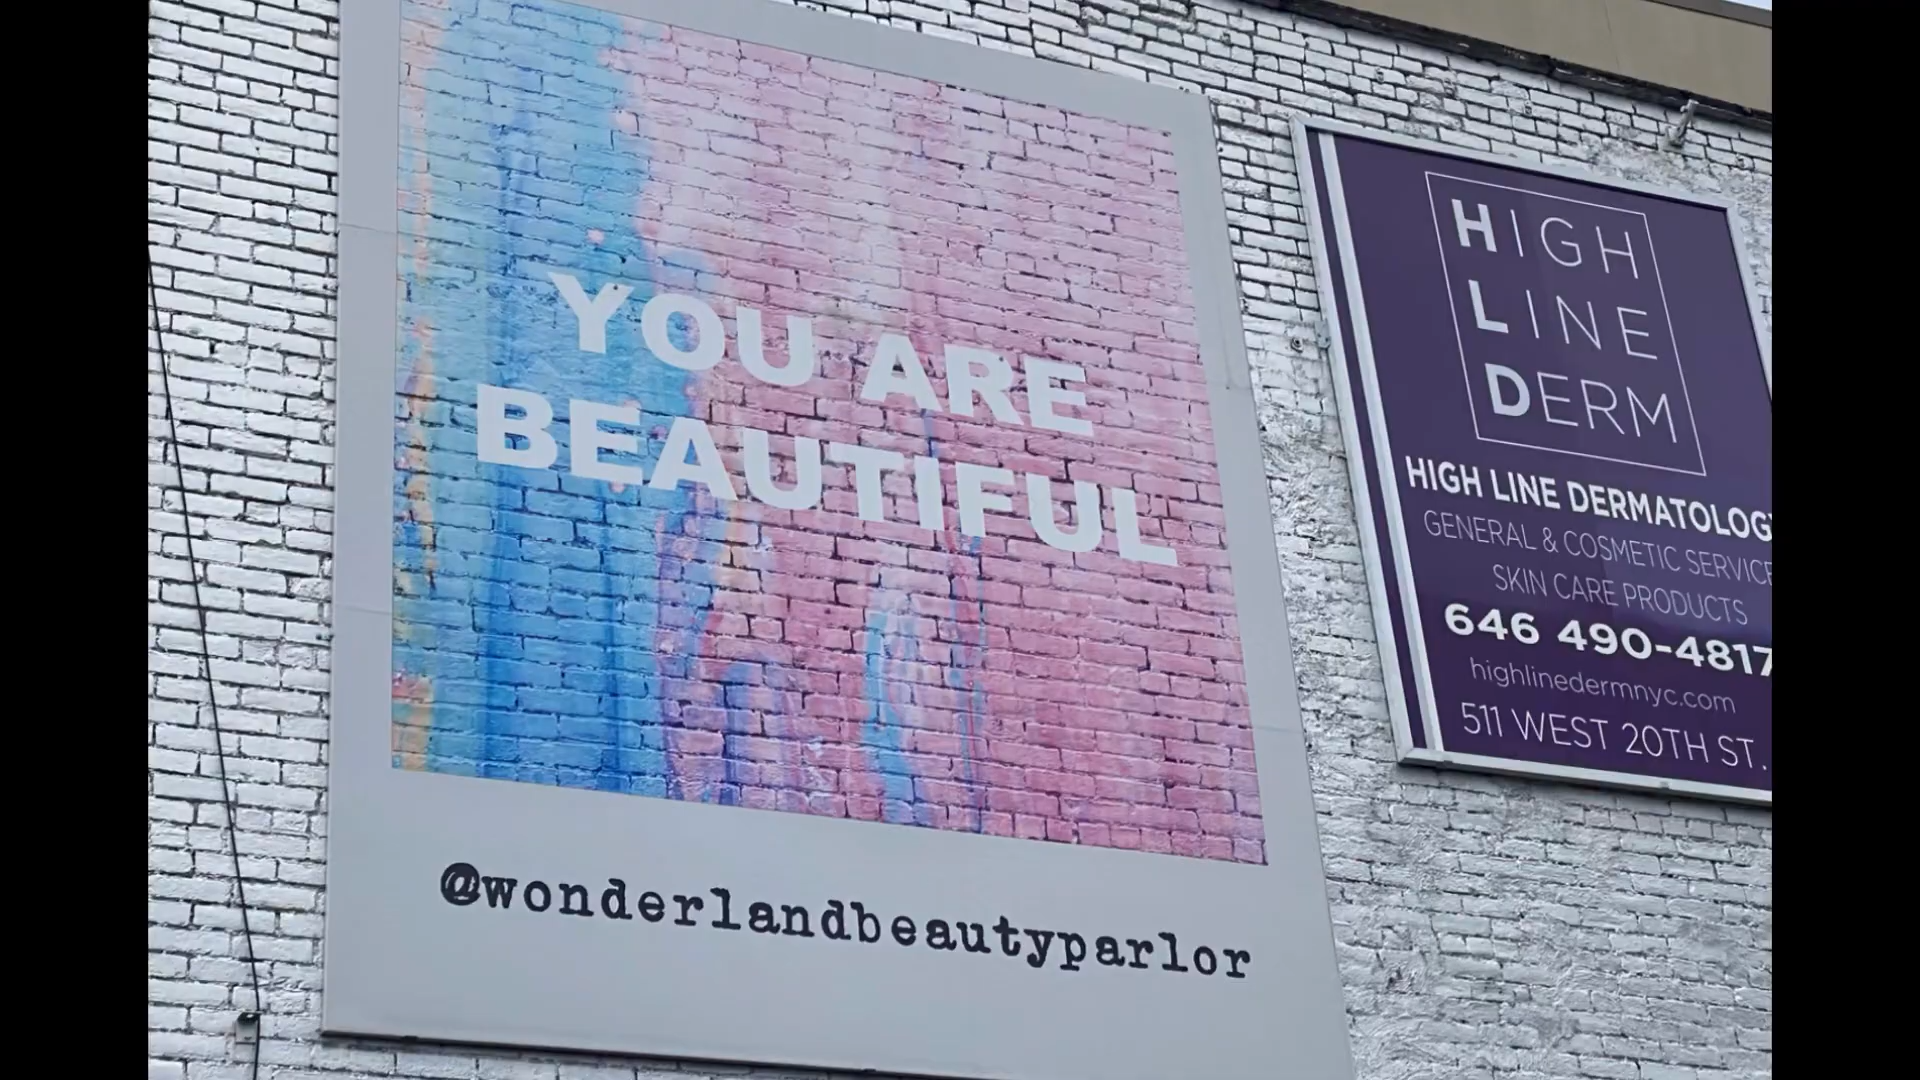 YOU ARE
BEAUTIFUL
@wonderlandbeautyparlor
HIGH
LINE
DERM
HIGH LINE DERMATOLOGY
GENERAL & COSMETIC SERVICE
SKIN CARE PRODUCTS
646 490-4817
highlinedermnyc.com
511 WEST 20TH ST.